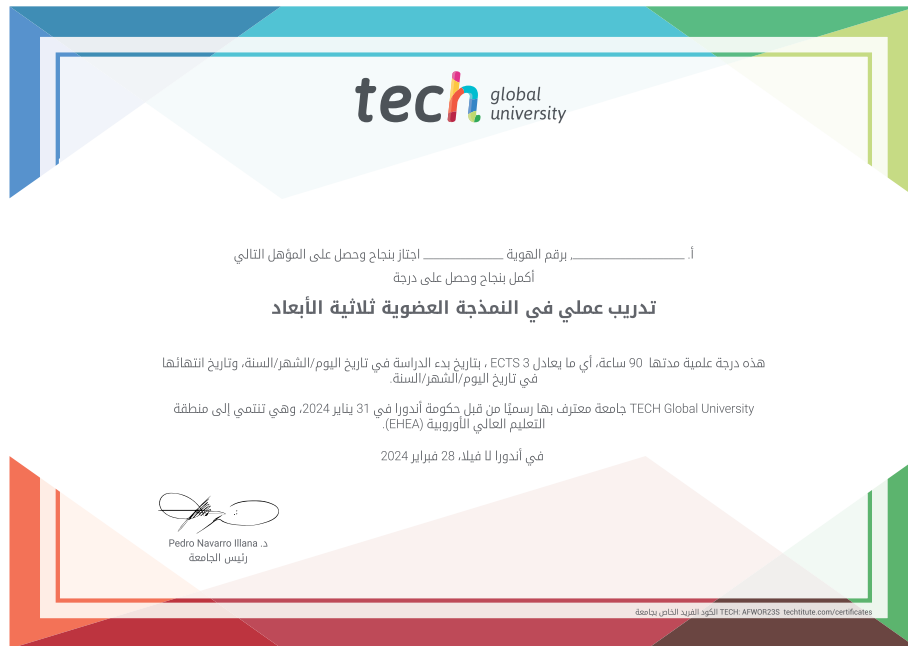 tech global university
أ. ____________________, برقم الهوية ______________ اجتاز بنجاح وحصل على المؤهل التالي
أكمل بنجاح وحصل على درجة
تدريب عملي في النمذجة العضوية ثلاثية الأبعاد
هذه درجة علمية مدتها 90 ساعة، أي ما يعادل 3 ECTS ، بتاريخ بدء الدراسة في تاريخ اليوم/الشهر/السنة، وتاريخ انتهائها
في تاريخ اليوم/الشهر/السنة.
TECH Global University جامعة معترف بها رسميًا من قبل حكومة أندورا في 31 يناير 2024، وهي تنتمي إلى منطقة
التعليم العالي الأوروبية (EHEA).
في أندورا لا فيلا، 28 فبراير 2024
د. Pedro Navarro Illana
رئيس الجامعة
الكود الفريد الخاص بجامعة TECH: AFWOR23S techtitute.com/certificates